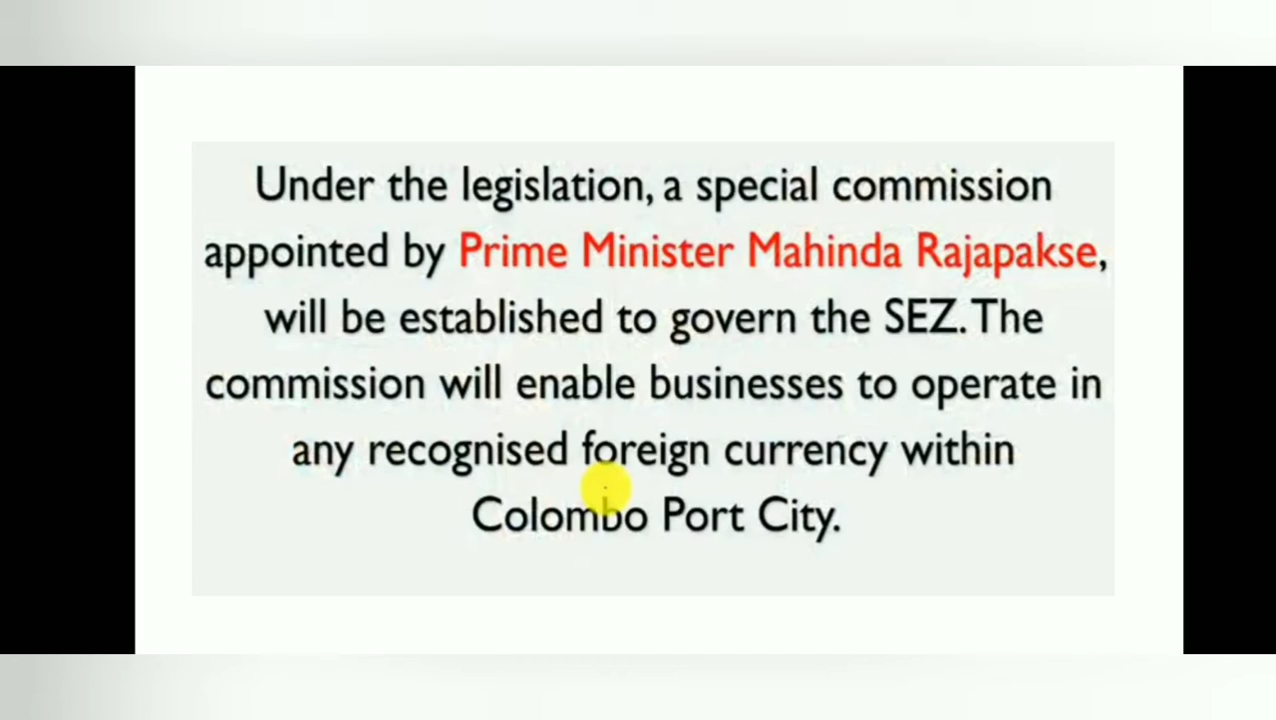 Under the legislation, a special commission
appointed by Prime Minister Mahinda Rajapakse,
will be established to govern the SEZ. The
commission will enable businesses to operate in
any recognised foreign currency within
Colombo Port City.